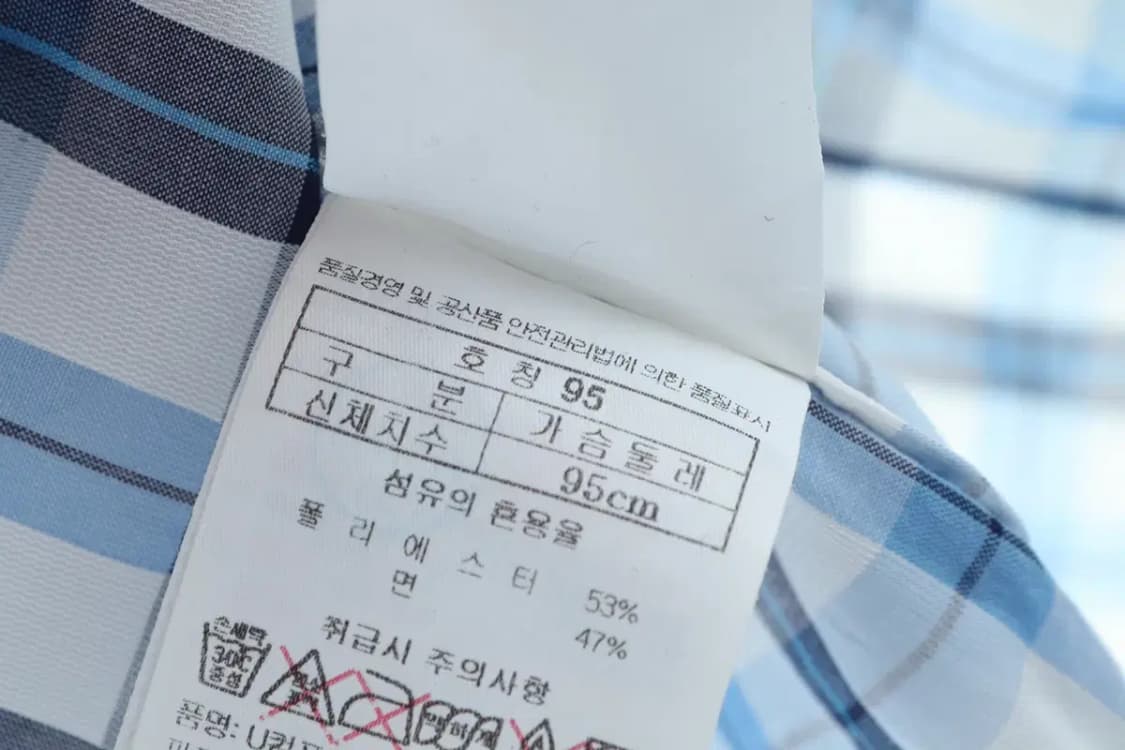 품질경영 및 공산품 안전관리법에 의한 품질표시
호 칭 95
구 분 가 슴 둘 레
신체치수 95cm
섬유의 혼용율
폴 리 에 스 터 53%
면 47%
취급시 주의사항
손세탁
30℃
중성
품명: